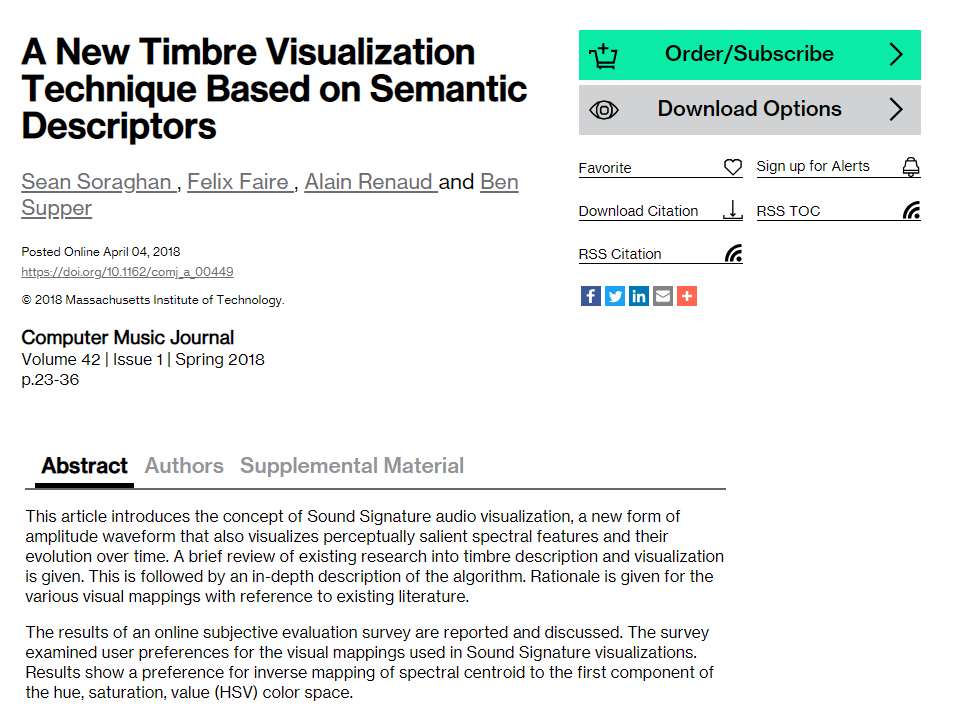 A New Timbre Visualization
Technique Based on Semantic
Descriptors
Sean Soraghan , Felix Faire , Alain Renaud and Ben
Supper
Posted Online April 04, 2018
https://doi.org/10.1162/comj_a_00449
© 2018 Massachusetts Institute of Technology.
Computer Music Journal
Volume 42 | Issue 1 | Spring 2018
p.23-36
Order/Subscribe
Download Options
Favorite
Sign up for Alerts
Download Citation
RSS TOC
RSS Citation
Abstract Authors Supplemental Material
This article introduces the concept of Sound Signature audio visualization, a new form of
amplitude waveform that also visualizes perceptually salient spectral features and their
evolution over time. A brief review of existing research into timbre description and visualization
is given. This is followed by an in-depth description of the algorithm. Rationale is given for the
various visual mappings with reference to existing literature.
The results of an online subjective evaluation survey are reported and discussed. The survey
examined user preferences for the visual mappings used in Sound Signature visualizations.
Results show a preference for inverse mapping of spectral centroid to the first component of
the hue, saturation, value (HSV) color space.